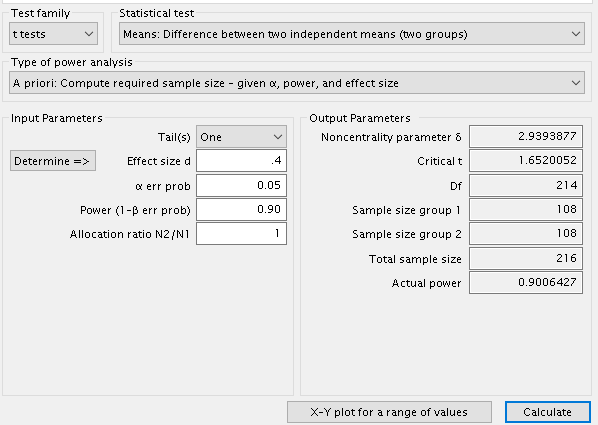 Test family
Statistical test
t tests
Means: Difference between two independent means (two groups)
Type of power analysis
A priori: Compute required sample size – given α, power, and effect size
Input Parameters
Output Parameters
Tail(s) One
Noncentrality parameter δ 2.9393877
Determine => Effect size d .4
Critical t 1.6520052
α err prob 0.05
Df 214
Power (1-β err prob) 0.90
Sample size group 1 108
Allocation ratio N2/N1 1
Sample size group 2 108
Total sample size 216
Actual power 0.9006427
X-Y plot for a range of values
Calculate